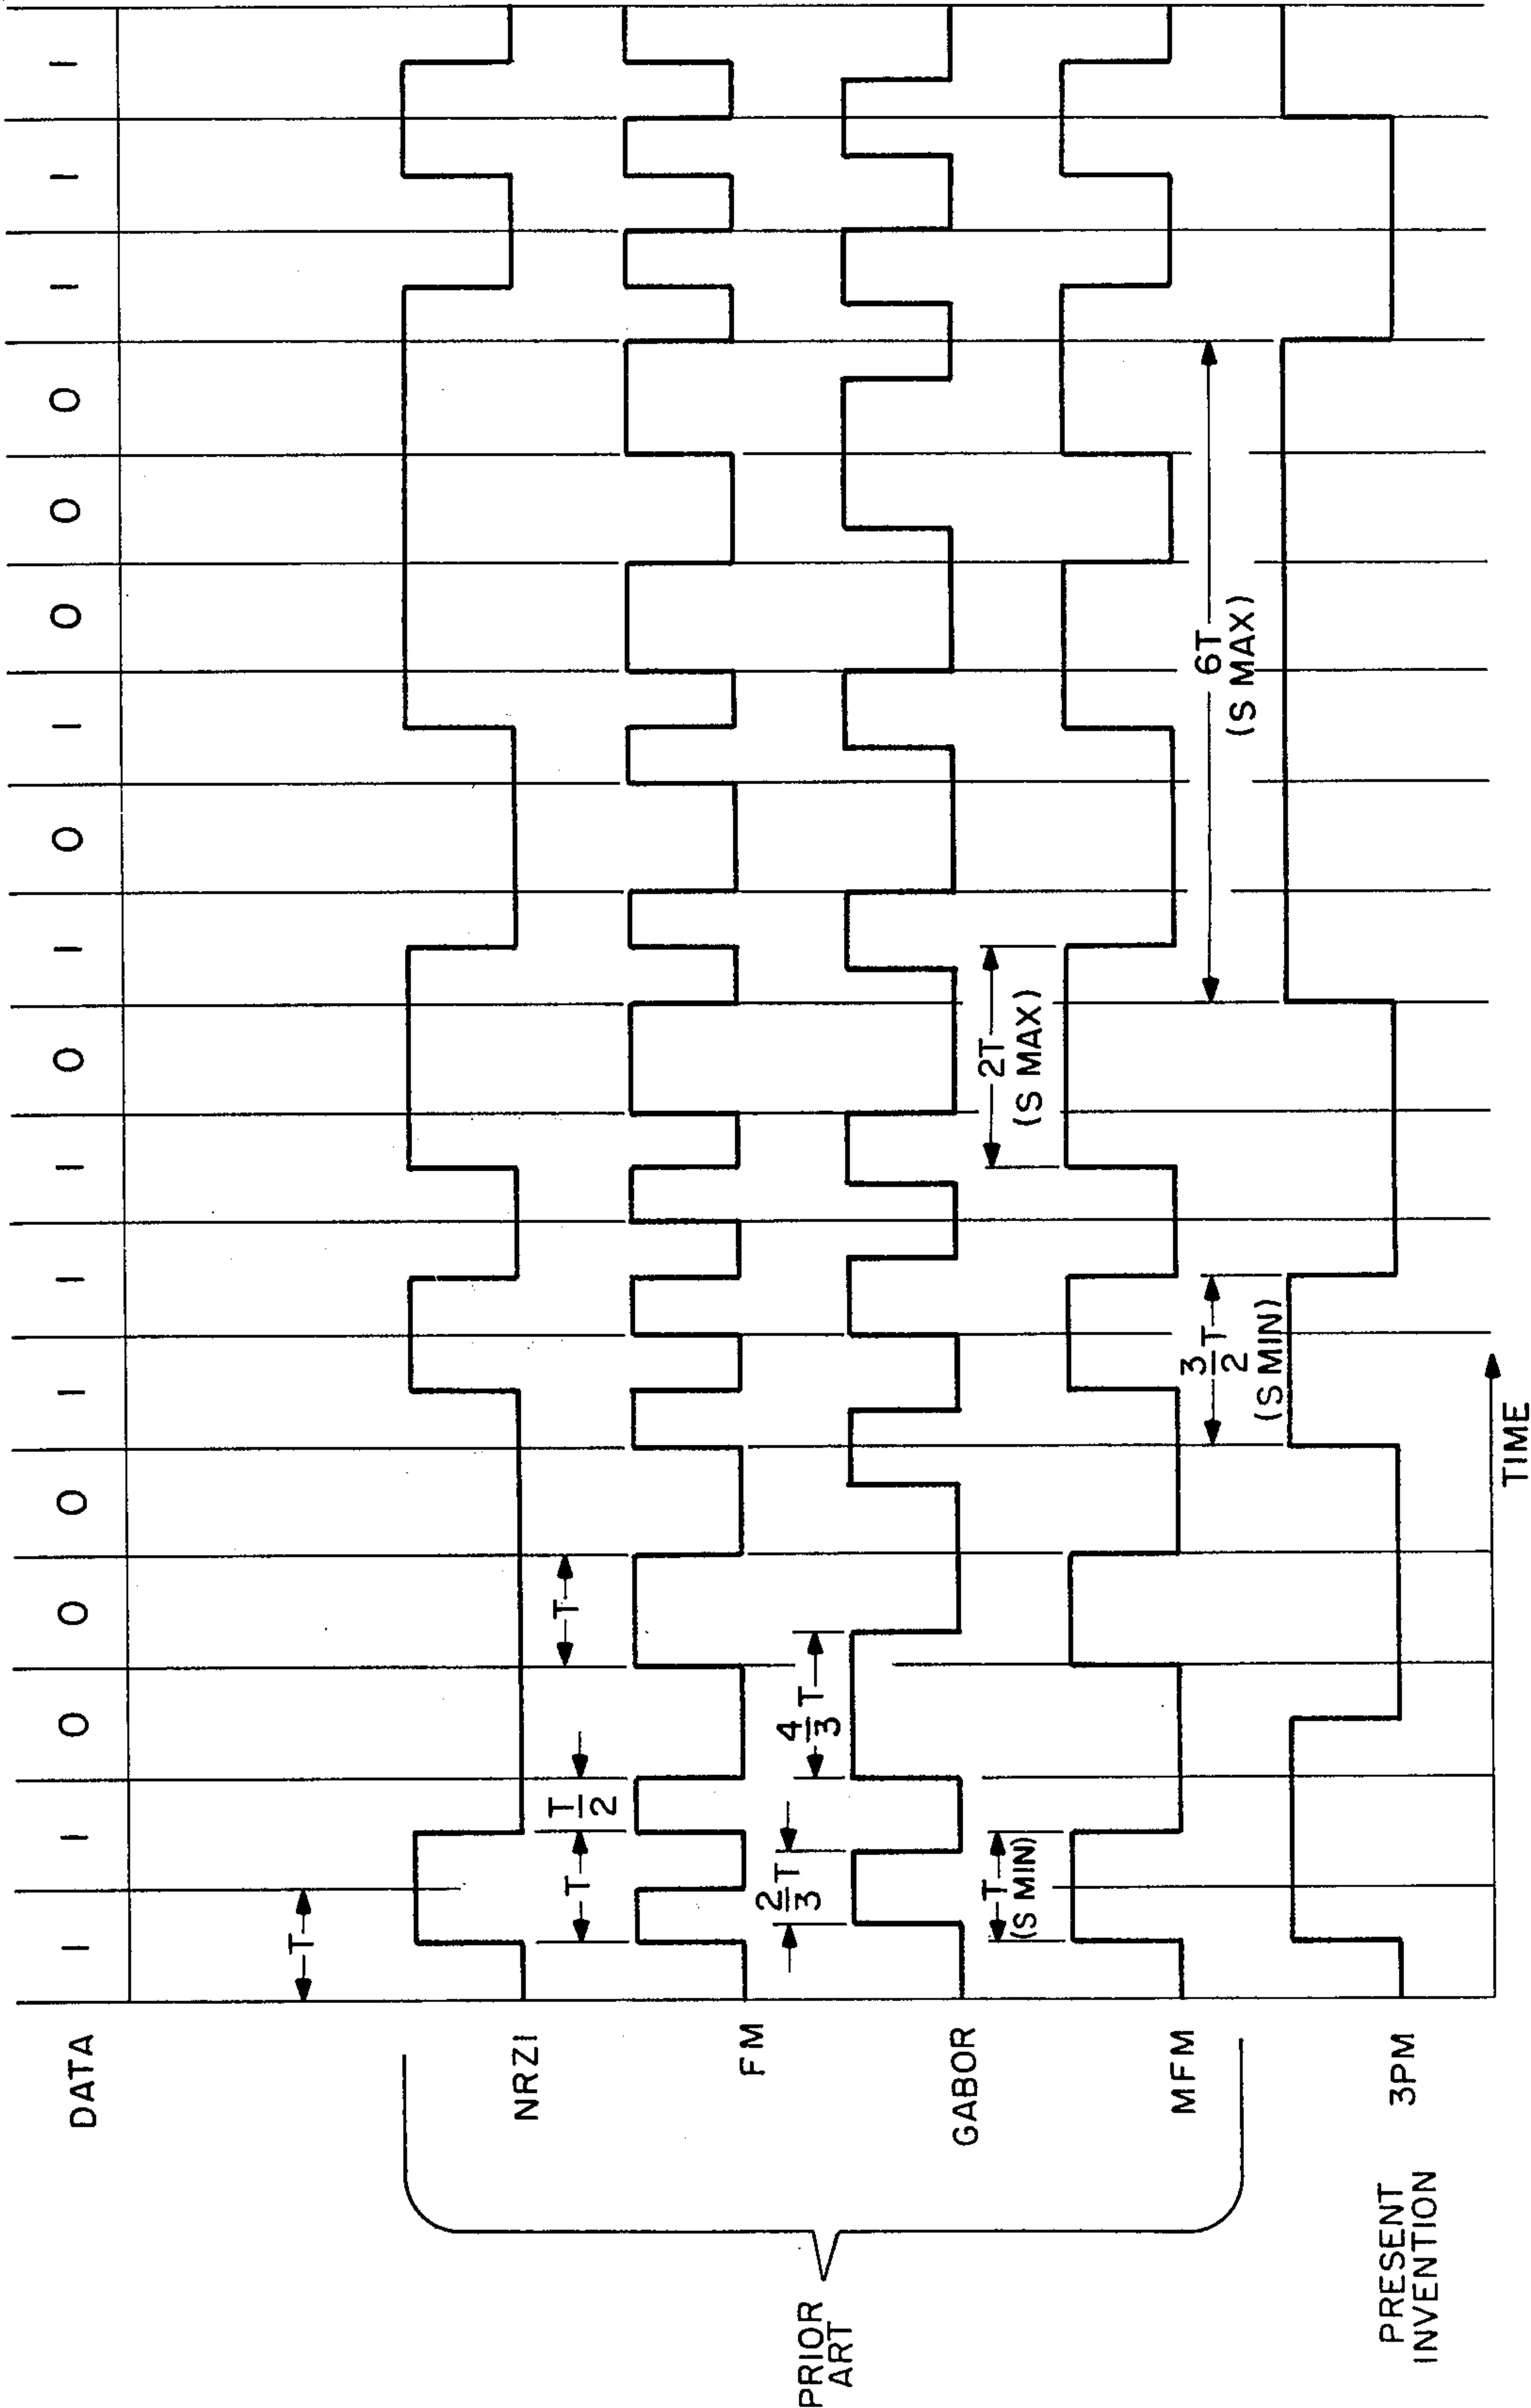 DATA 1 1 0 0 0 1 1 1 0 1 0 1 0 0 0 1 1 1
T
PRIOR
ART
NRZI
T
T/2
T
FM
2/3 T
4/3 T
GABOR
T
(S MIN)
2T
(S MAX)
MFM
3/2 T
(S MIN)
6T
(S MAX)
PRESENT
INVENTION
3PM
TIME